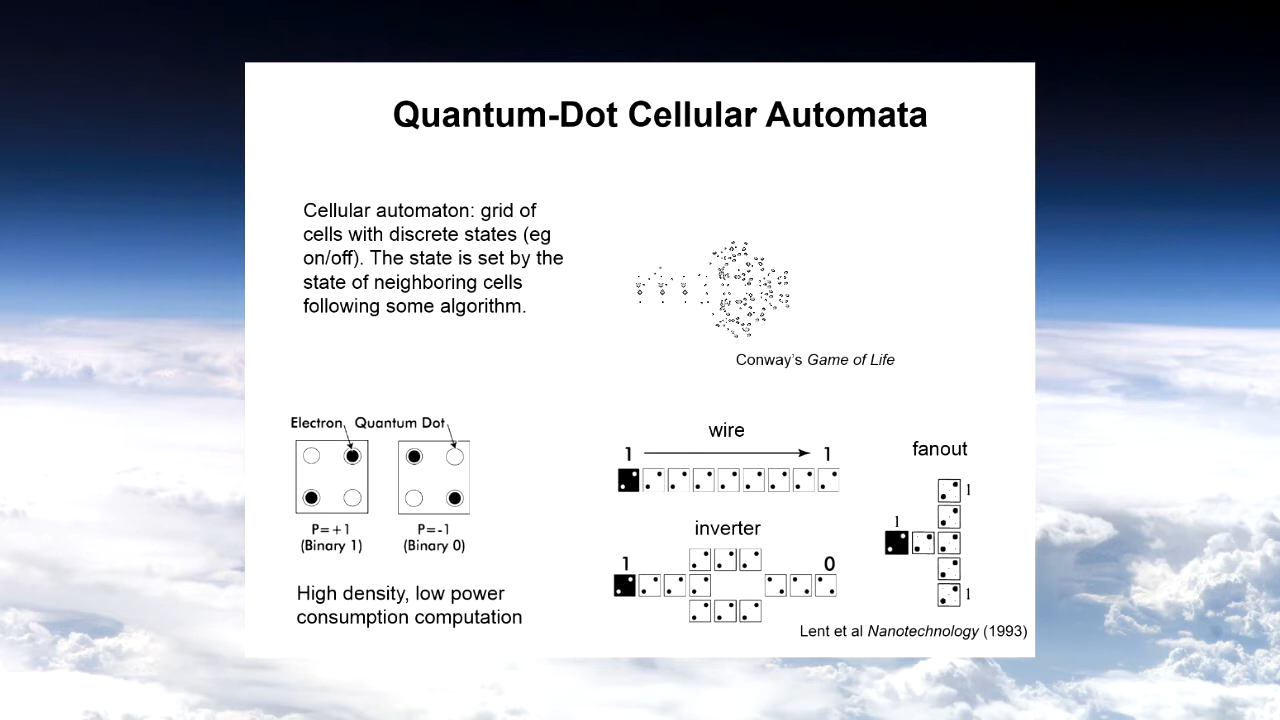 Quantum-Dot Cellular Automata
Cellular automaton: grid of
cells with discrete states (eg
on/off). The state is set by the
state of neighboring cells
following some algorithm.
Conway's Game of Life
Electron Quantum Dot
P=+1
(Binary 1)
P=-1
(Binary 0)
High density, low power
consumption computation
wire
1 1
inverter
1 0
fanout
1
1
1
Lent et al Nanotechnology (1993)